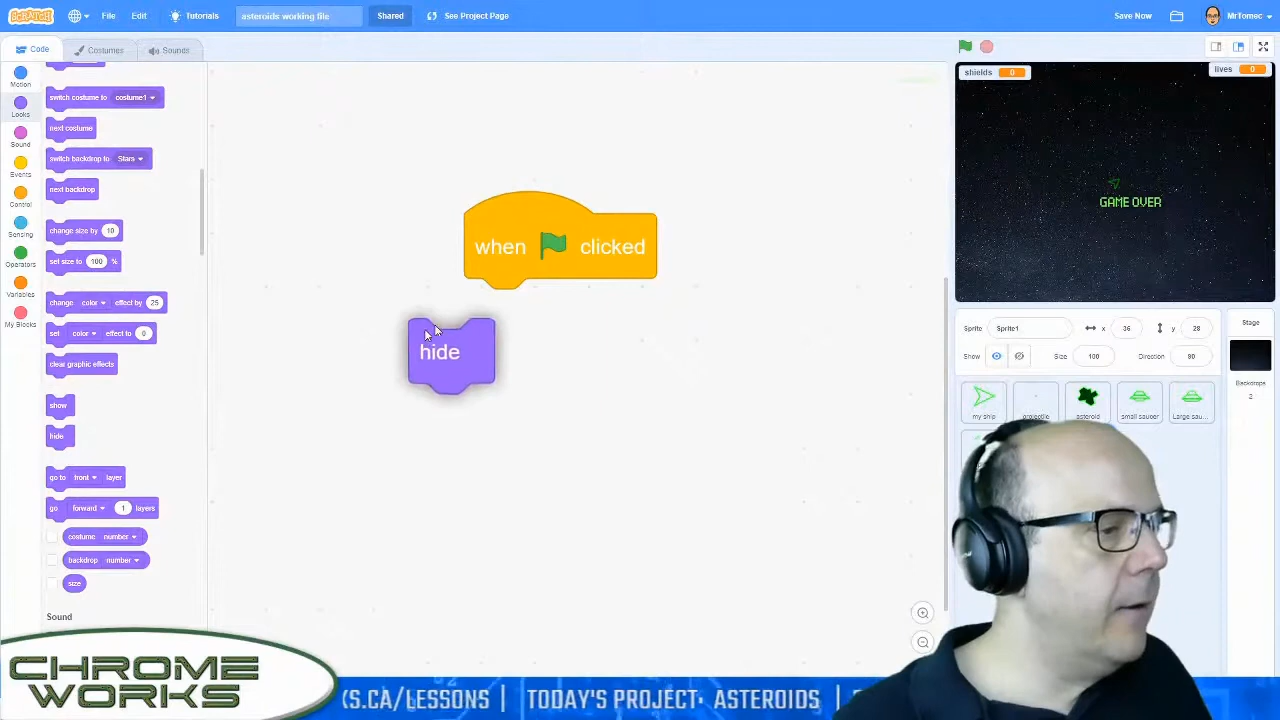 SCRATCH File Edit Tutorials asteroids working file Shared See Project Page Save Now MrTomec
Code Costumes Sounds
Motion
Looks
Sound
Events
Control
Sensing
Operators
Variables
My Blocks
switch costume to costume1
next costume
switch backdrop to Stars
next backdrop
change size by 10
set size to 100 %
change color effect by 25
set color effect to 0
clear graphic effects
show
hide
go to front layer
go forward 1 layers
costume number
backdrop number
size
Sound
when clicked
hide
shields 0
lives 0
GAME OVER
Sprite Sprite1 x 36 y 28
Show Size 100 Direction 90
my ship projectile asteroid small saucer Large sau...
Stage
Backdrops
2
CHROME
WORKS
KS.CA/LESSONS | TODAY'S PROJECT: ASTEROIDS |